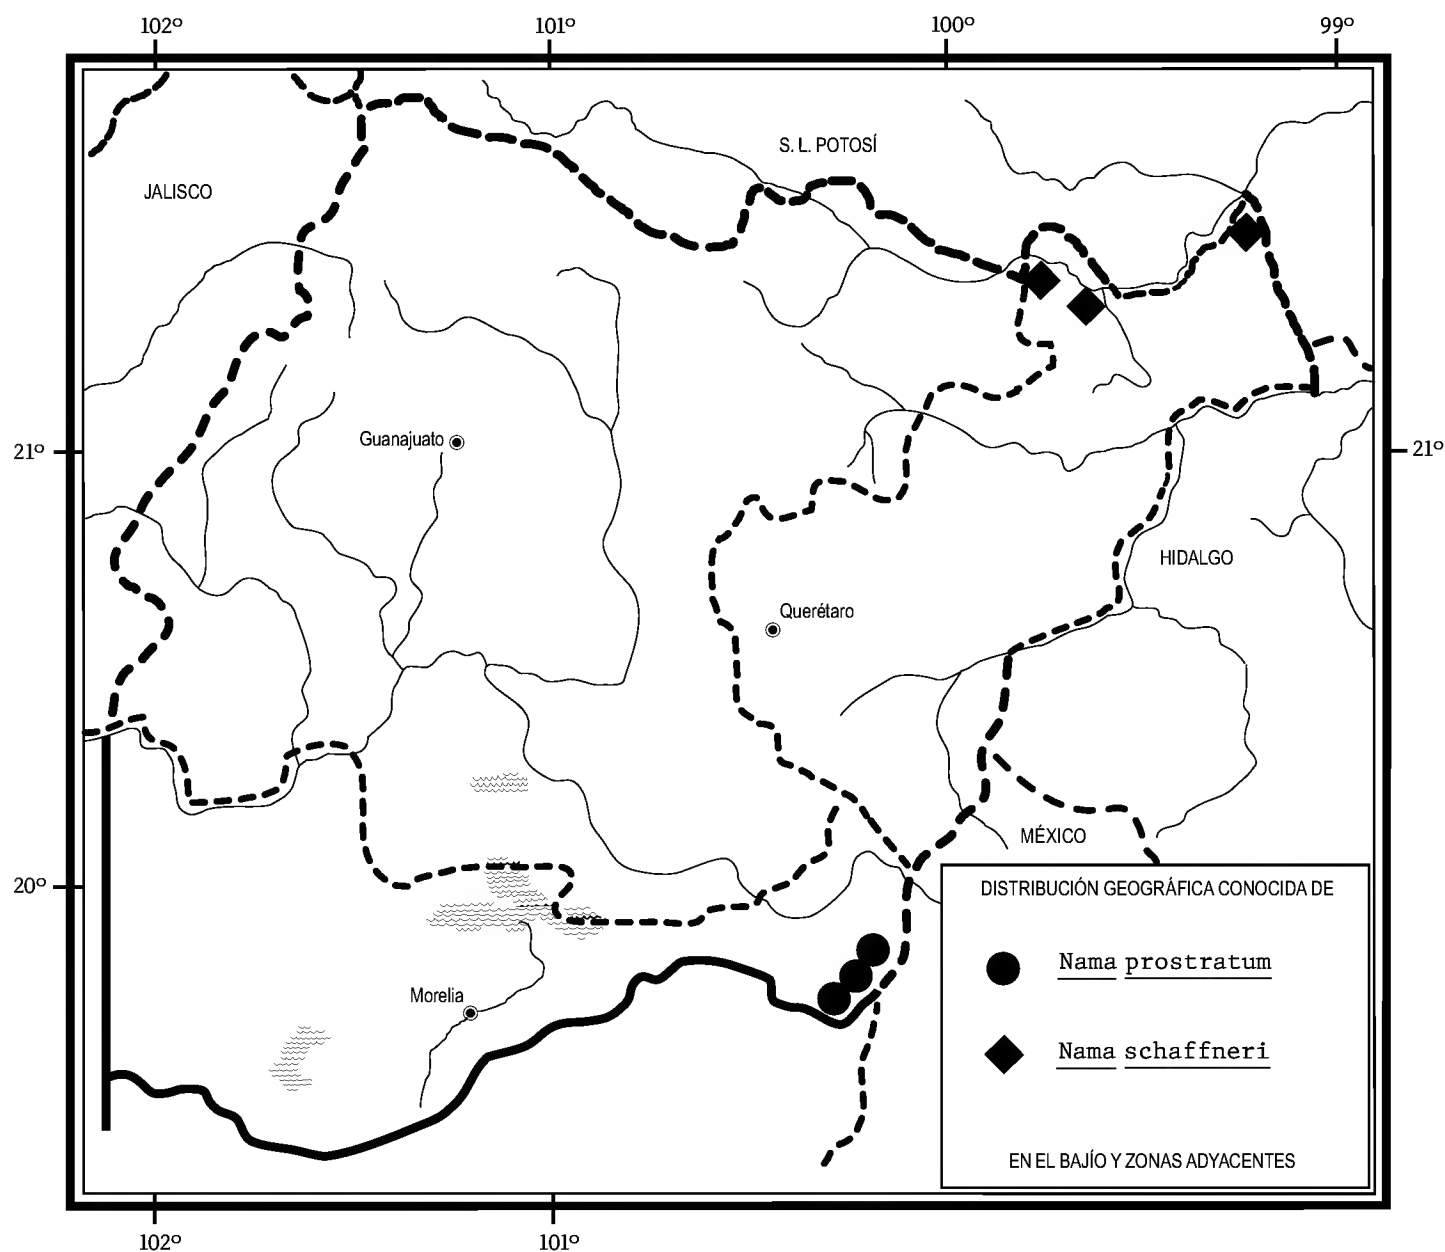 102º 101º 100º 99º
S. L. POTOSÍ
JALISCO
Guanajuato
21º
21º
HIDALGO
Querétaro
MÉXICO
20º
DISTRIBUCIÓN GEOGRÁFICA CONOCIDA DE
Nama prostratum
Morelia
Nama schaffneri
EN EL BAJÍO Y ZONAS ADYACENTES
102º 101º